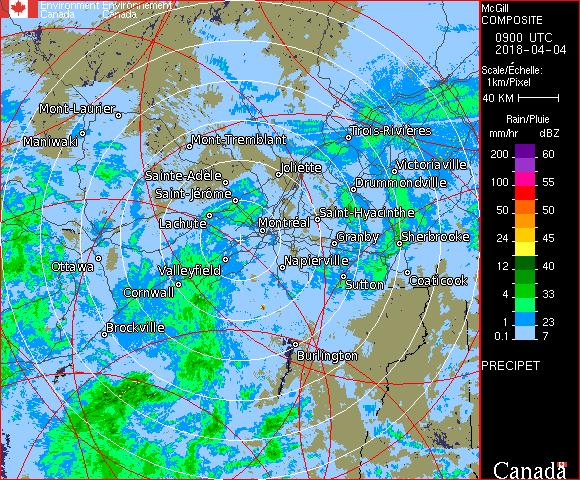 Environment Environnement
Canada Canada
McGill
COMPOSITE
0900 UTC
2018-04-04
Scale/Échelle:
1km/Pixel
40 KM
Rain/Pluie
mm/hr dBZ
200 60
100 55
50 50
24 45
12 40
4 33
1 23
0.1 7
PRECIPET
Canada
Mont-Laurier
Maniwaki
Mont-Tremblant
Trois-Rivières
Joliette
Victoriaville
Sainte-Adèle
Drummondville
Saint-Jérôme
Saint-Hyacinthe
Lachute
Montréal
Granby
Sherbrooke
Ottawa
Valleyfield
Napierville
Coaticook
Cornwall
Sutton
Brockville
Burlington